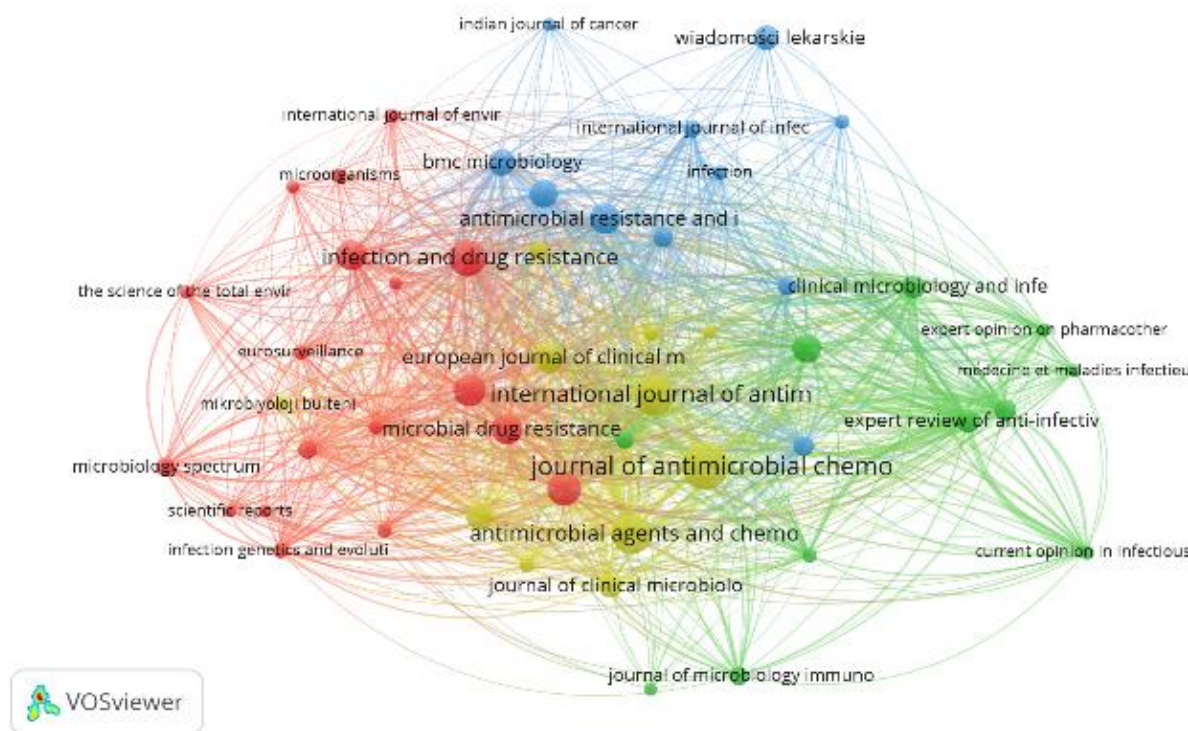 indian journal of cancer
wiadomości lekarskie
international journal of envir
international journal of infec
bmc microbiology
infection
microorganisms
antimicrobial resistance and i
infection and drug resistance
the science of the total envir
clinical microbiology and infe
expert opinion on pharmacother
eurosurveillance
european journal of clinical m
médecine et maladies infectieu
international journal of antim
mikrobiyoloji bulteni
expert review of anti-infectiv
microbial drug resistance
microbiology spectrum
journal of antimicrobial chemo
scientific reports
antimicrobial agents and chemo
infection genetics and evoluti
current opinion in infectious
journal of clinical microbiolo
journal of microbiology immuno
VOSviewer